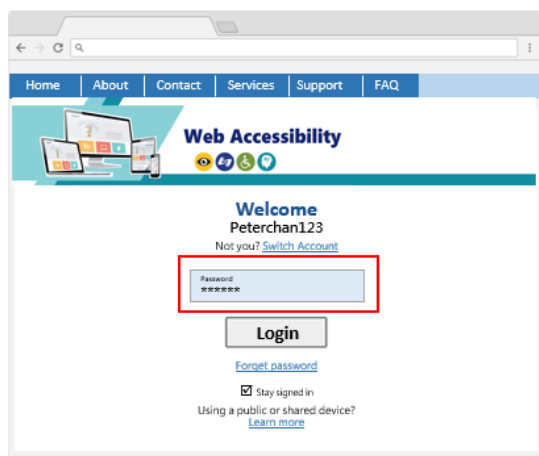 Home About Contact Services Support FAQ
Web Accessibility
Welcome
Peterchan123
Not you? Switch Account
Password
******
Login
Forget password
Stay signed in
Using a public or shared device?
Learn more